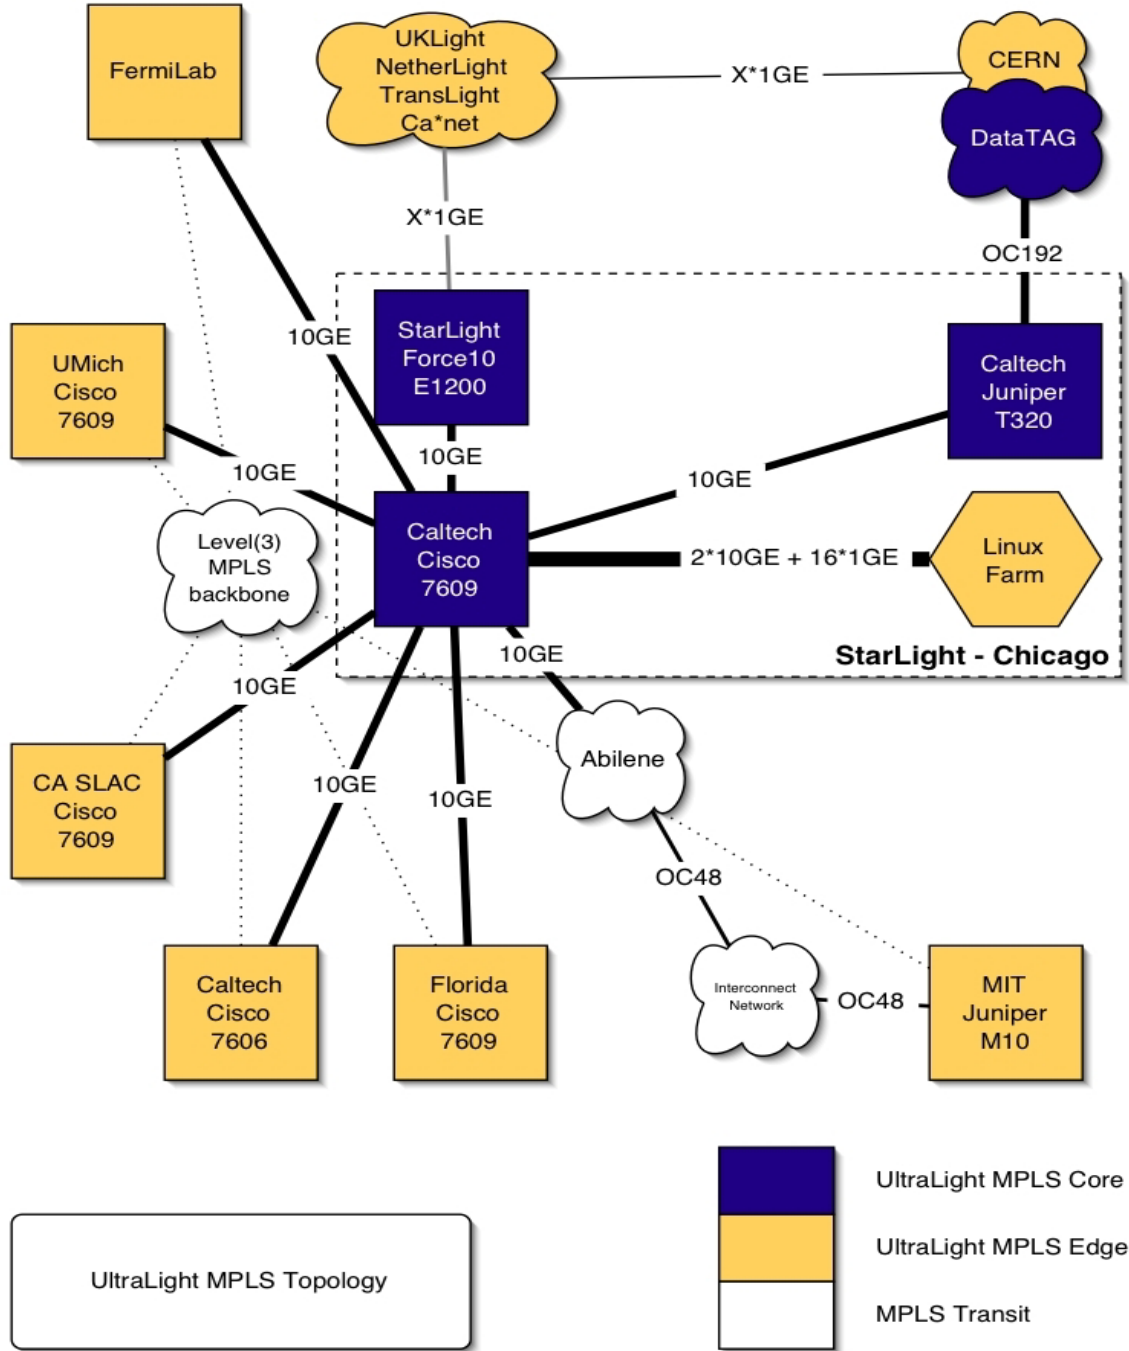 FermiLab
UKLight
NetherLight
TransLight
Ca*net
X*1GE
CERN
DataTAG
X*1GE
OC192
10GE
StarLight
Force10
E1200
Caltech
Juniper
T320
UMich
Cisco
7609
10GE
10GE
10GE
Level(3)
MPLS
backbone
Caltech
Cisco
7609
2*10GE + 16*1GE
Linux
Farm
10GE
StarLight - Chicago
10GE
CA SLAC
Cisco
7609
10GE
10GE
Abilene
OC48
Caltech
Cisco
7606
Florida
Cisco
7609
Interconnect
Network
OC48
MIT
Juniper
M10
UltraLight MPLS Topology
UltraLight MPLS Core
UltraLight MPLS Edge
MPLS Transit